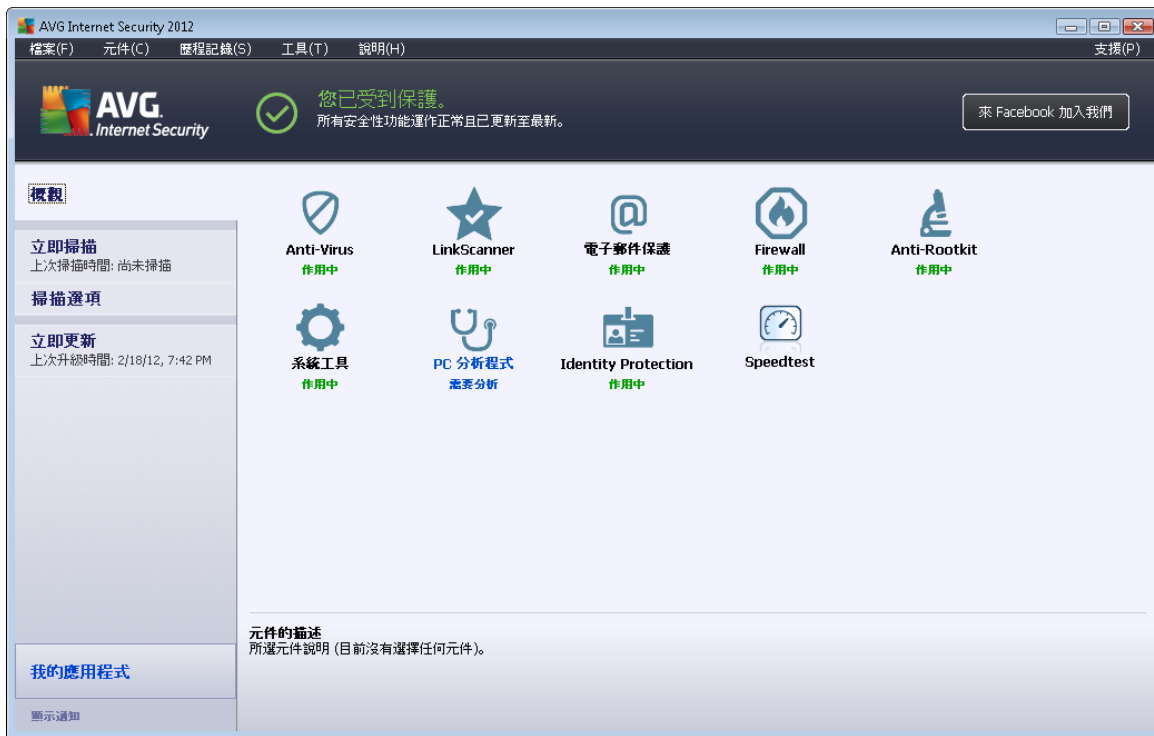 AVG Internet Security 2012
檔案(F) 元件(C) 歷程記錄(S) 工具(T) 說明(H) 支援(P)
AVG.
Internet Security
您已受到保護。
所有安全性功能運作正常且已更新至最新。
來 Facebook 加入我們
概觀
立即掃描
上次掃描時間: 尚未掃描
掃描選項
立即更新
上次升級時間: 2/18/12, 7:42 PM
Anti-Virus
作用中
LinkScanner
作用中
電子郵件保護
作用中
Firewall
作用中
Anti-Rootkit
作用中
系統工具
作用中
PC 分析程式
需要分析
Identity Protection
作用中
Speedtest
元件的描述
所選元件說明 (目前沒有選擇任何元件)。
我的應用程式
顯示通知